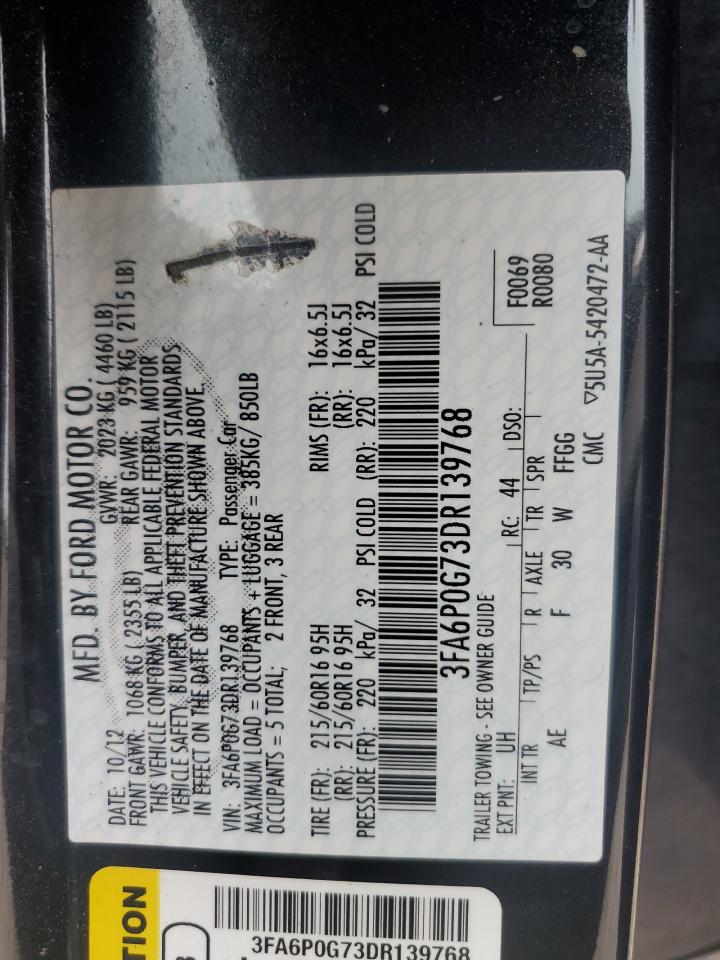 MFD. BY FORD MOTOR CO.
DATE: 10/12 GVWR: 2023 KG ( 4460 LB)
FRONT GAWR: 1068 KG ( 2355 LB) REAR GAWR: 959 KG ( 2115 LB)
THIS VEHICLE CONFORMS TO ALL APPLICABLE FEDERAL MOTOR
VEHICLE SAFETY, BUMPER, AND THEFT PREVENTION STANDARDS
IN EFFECT ON THE DATE OF MANUFACTURE SHOWN ABOVE.
VIN: 3FA6P0G73DR139768 TYPE: Passenger Car
MAXIMUM LOAD = OCCUPANTS + LUGGAGE = 385KG/ 850LB
OCCUPANTS = 5 TOTAL; 2 FRONT, 3 REAR
TIRE (FR): 215/60R16 95H RIMS (FR): 16x6.5J
(RR): 215/60R16 95H (RR): 16x6.5J
PRESSURE (FR): 220 kPa/ 32 PSI COLD (RR): 220 kPa/ 32 PSI COLD
3FA6P0G73DR139768
TRAILER TOWING - SEE OWNER GUIDE
EXT PNT: UH RC: 44 DSO:
F0069
R0080
INT TR TP/PS R AXLE TR SPR
AE F 30 W FFGG
CMC ▽5U5A-5420472-AA
TION
3FA6P0G73DR139768